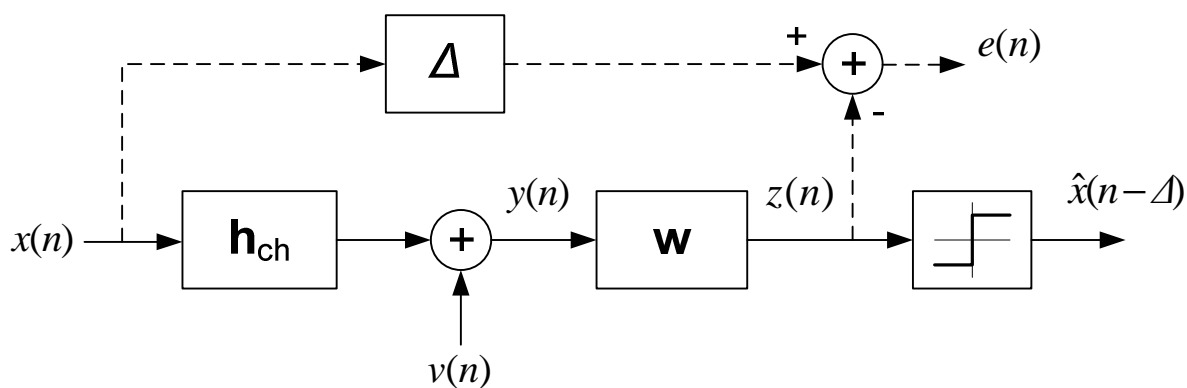 Δ
+
+
e(n)
-
x(n)
h_ch
+
y(n)
w
z(n)
x̂(n−Δ)
v(n)